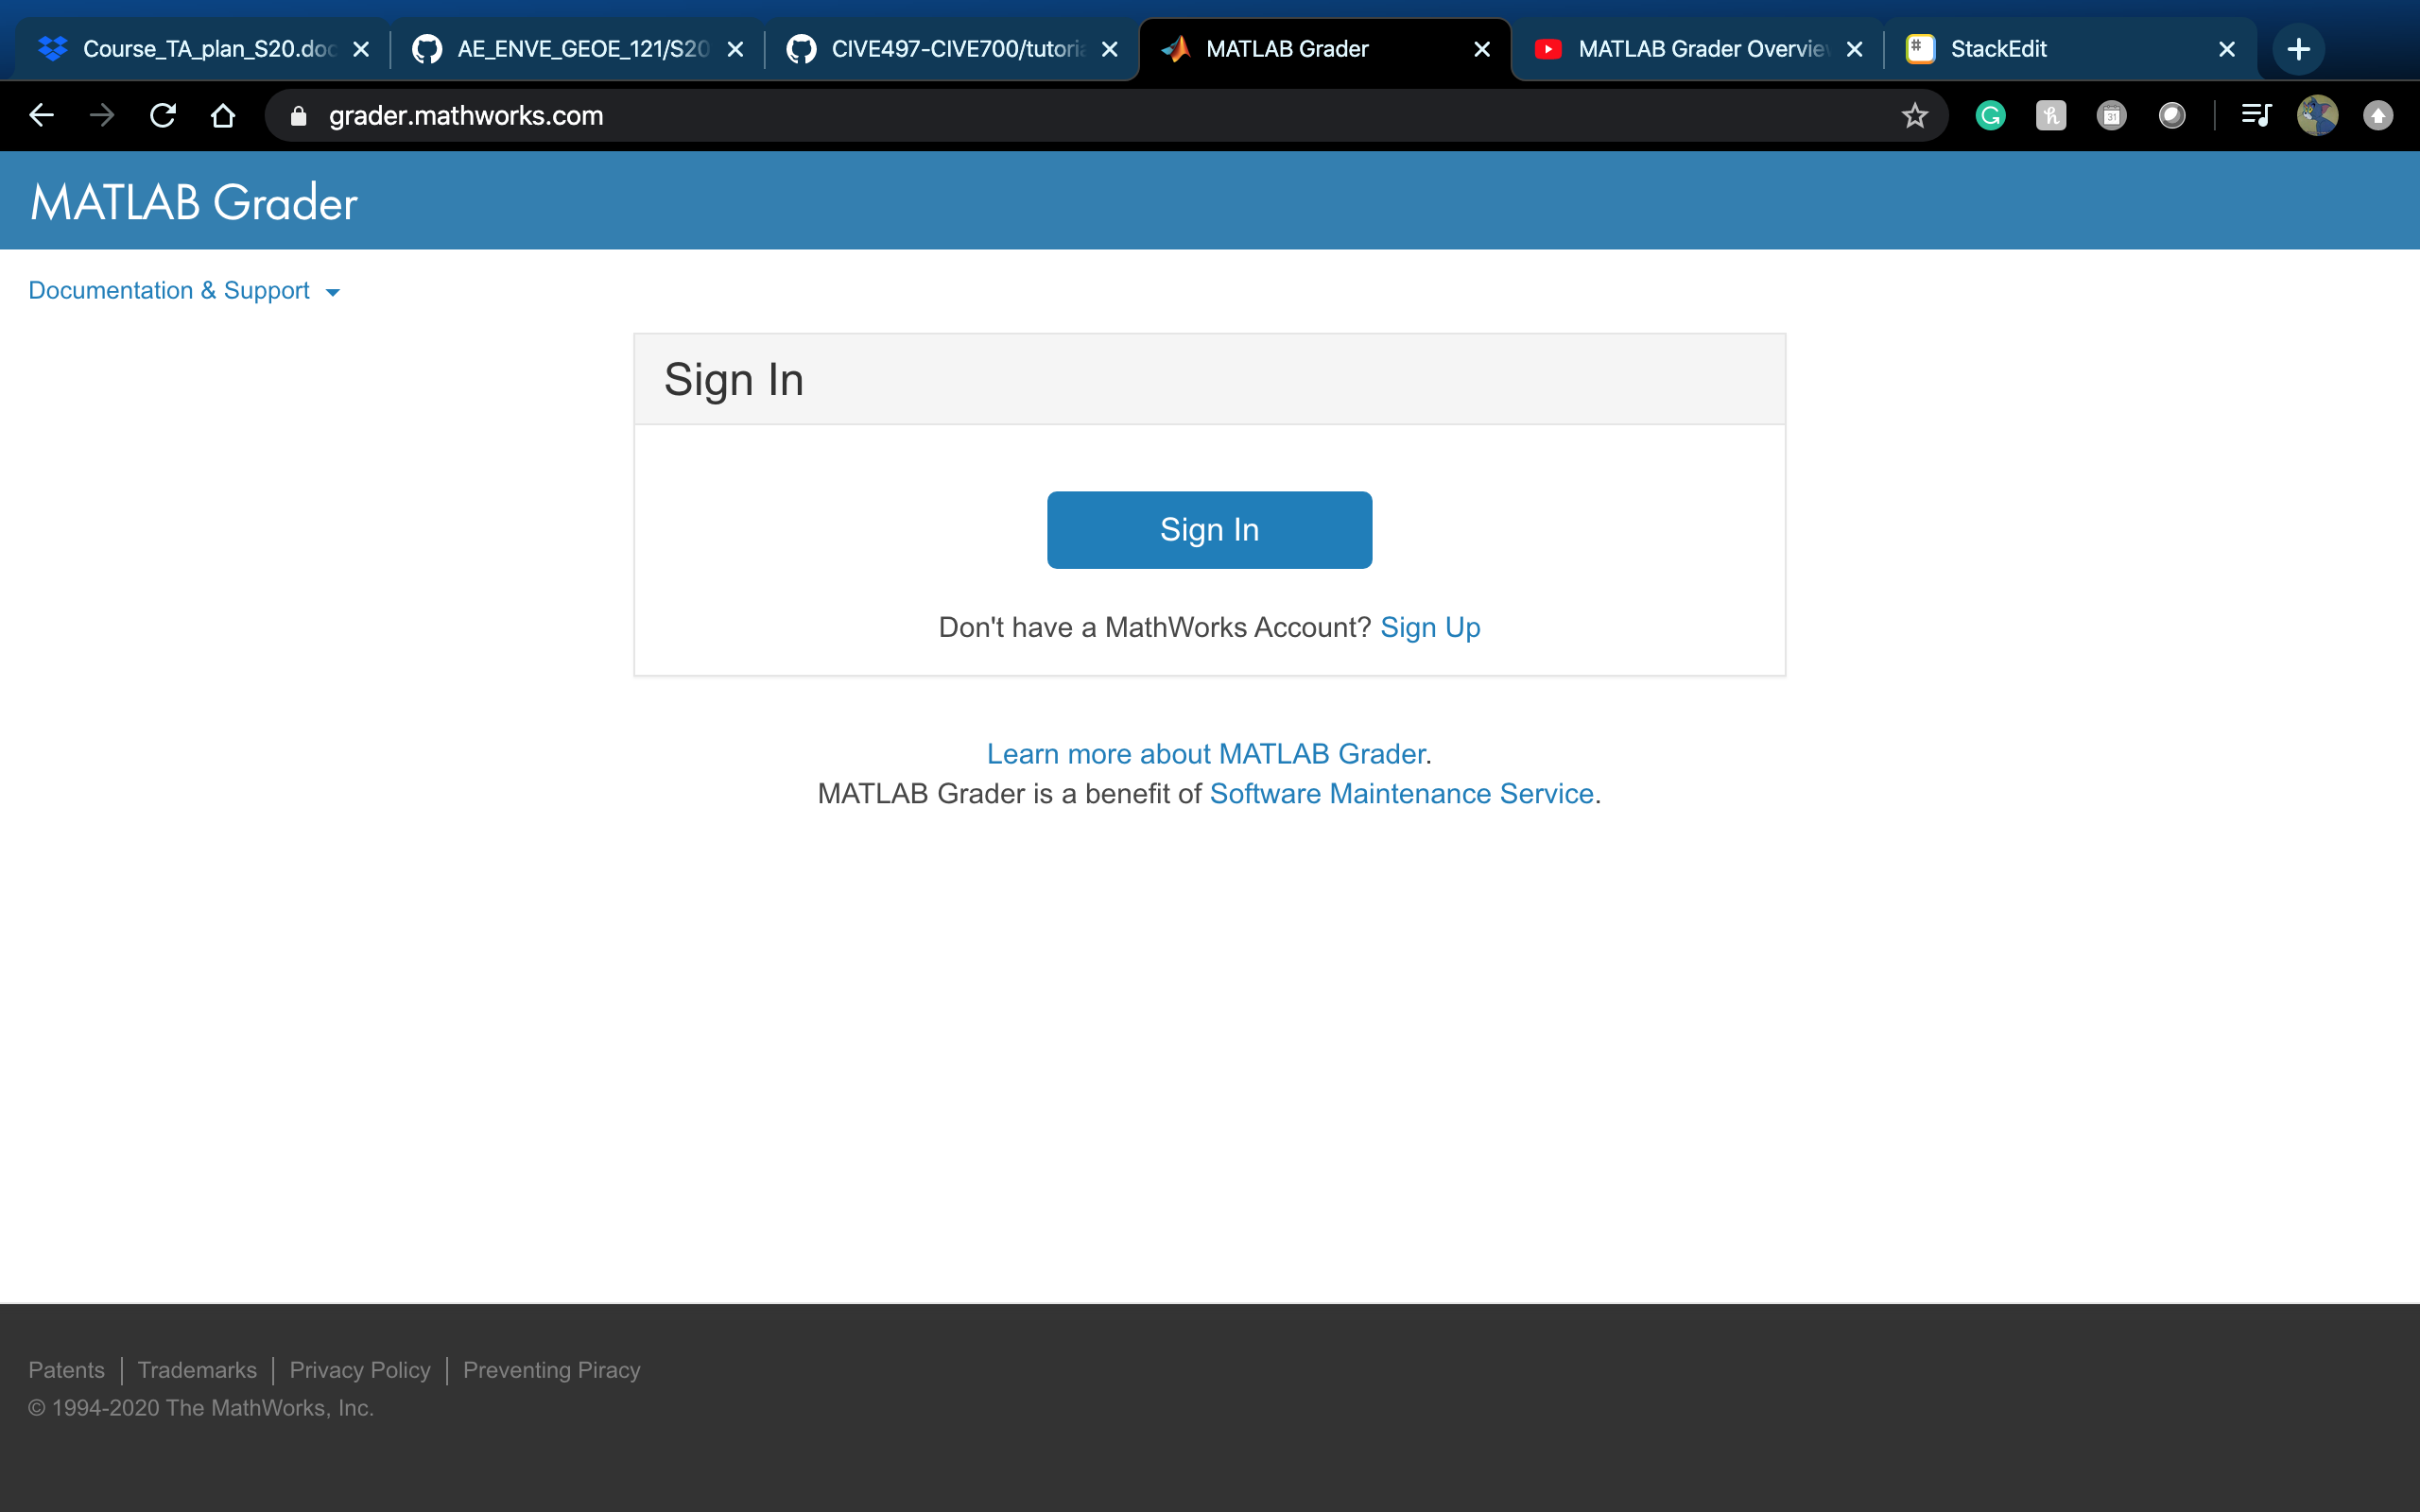 Course_TA_plan_S20.doc
AE_ENVE_GEOE_121/S20
CIVE497-CIVE700/tutoria
MATLAB Grader
MATLAB Grader Overview
StackEdit
grader.mathworks.com
MATLAB Grader
Documentation & Support
Sign In
Sign In
Don't have a MathWorks Account? Sign Up
Learn more about MATLAB Grader.
MATLAB Grader is a benefit of Software Maintenance Service.
Patents | Trademarks | Privacy Policy | Preventing Piracy
© 1994-2020 The MathWorks, Inc.